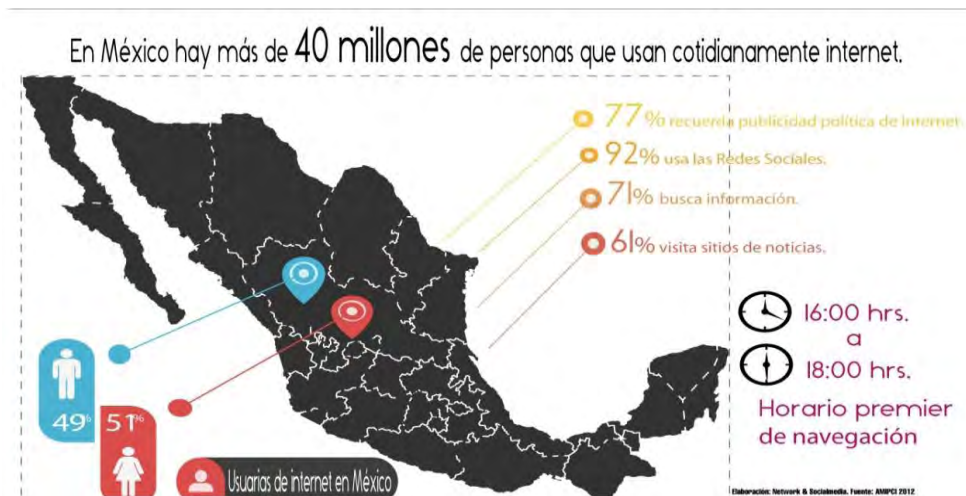 En México hay más de 40 millones de personas que usan cotidianamente internet.
77% recuerda publicidad política de internet.
92% usa las Redes Sociales.
71% busca información.
61% visita sitios de noticias.
16:00 hrs.
a
18:00 hrs.
Horario premier
de navegación
49%
51%
Usuarias de internet en México
Elaboración: Network & Socialmedia. Fuente: AMIPCI 2012